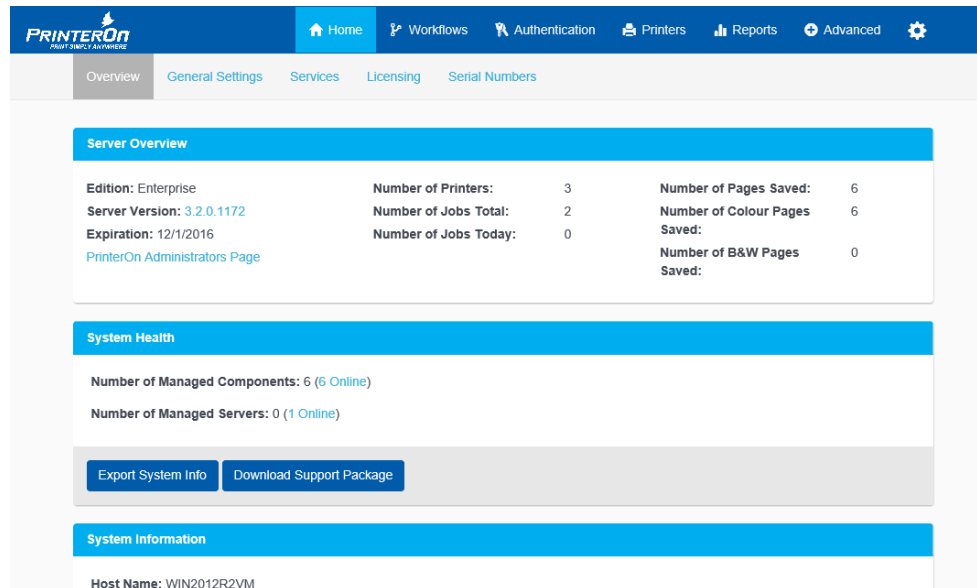 PRINTERON
PRINT SIMPLY ANYWHERE
Home Workflows Authentication Printers Reports Advanced
Overview General Settings Services Licensing Serial Numbers
Server Overview
Edition: Enterprise
Server Version: 3.2.0.1172
Expiration: 12/1/2016
PrinterOn Administrators Page
Number of Printers: 3
Number of Jobs Total: 2
Number of Jobs Today: 0
Number of Pages Saved: 6
Number of Colour Pages 6
Saved:
Number of B&W Pages 0
Saved:
System Health
Number of Managed Components: 6 (6 Online)
Number of Managed Servers: 0 (1 Online)
Export System Info Download Support Package
System Information
Host Name: WIN2012R2VM